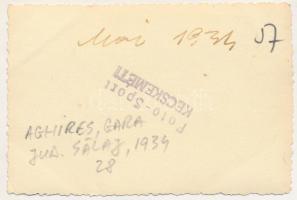 Mai 1934 57
Foto-Sport
KECSKEMÉTI
AGHIRES, GARA
JUD. SĂLAJ, 1934
28